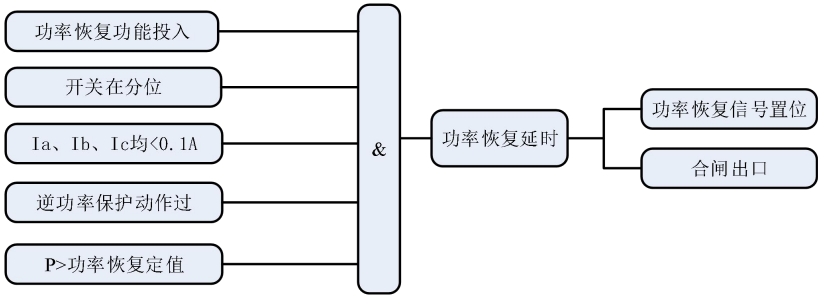 功率恢复功能投入
开关在分位
Ia、Ib、Ic均<0.1A
逆功率保护动作过
P>功率恢复定值
&
功率恢复延时
功率恢复信号置位
合闸出口